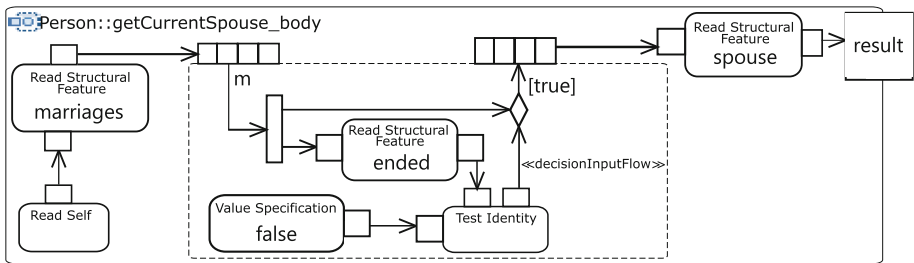 Person::getCurrentSpouse_body
Read Structural
Feature
marriages
Read Self
m
Read Structural
Feature
ended
Value Specification
false
Test Identity
≪decisionInputFlow≫
[true]
Read Structural
Feature
spouse
result